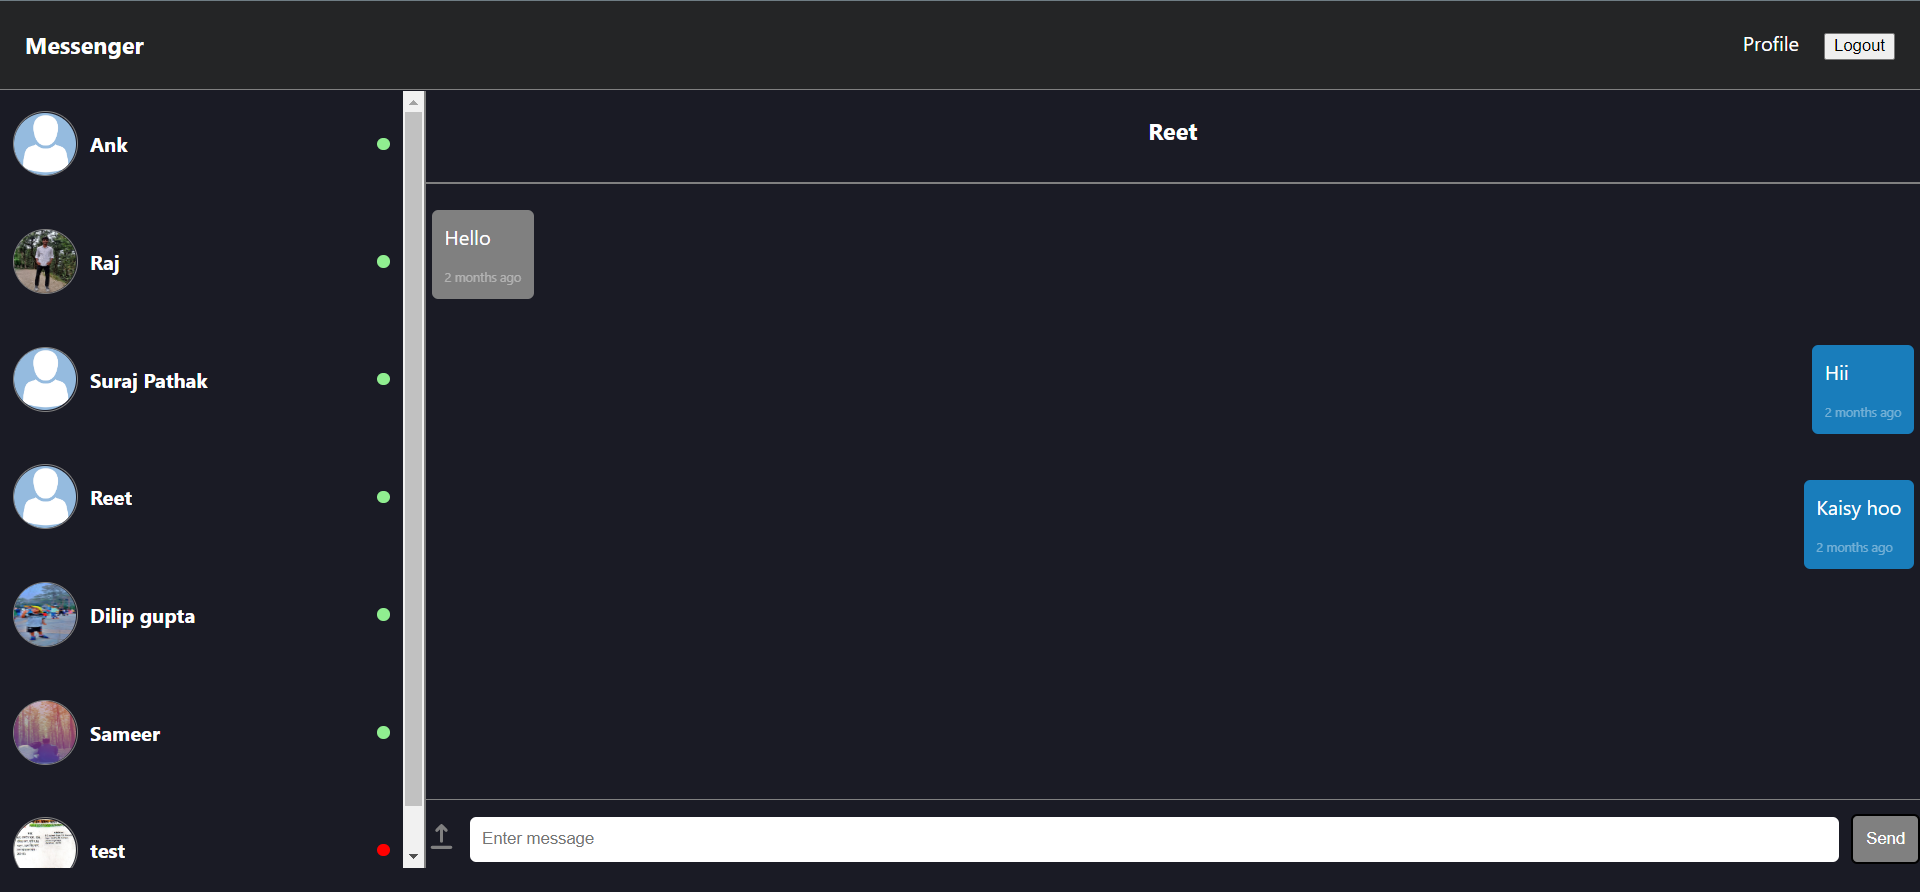 Messenger
Profile
Logout
Ank
Raj
Suraj Pathak
Reet
Dilip gupta
Sameer
test
Reet
Hello
2 months ago
Hii
2 months ago
Kaisy hoo
2 months ago
Enter message
Send